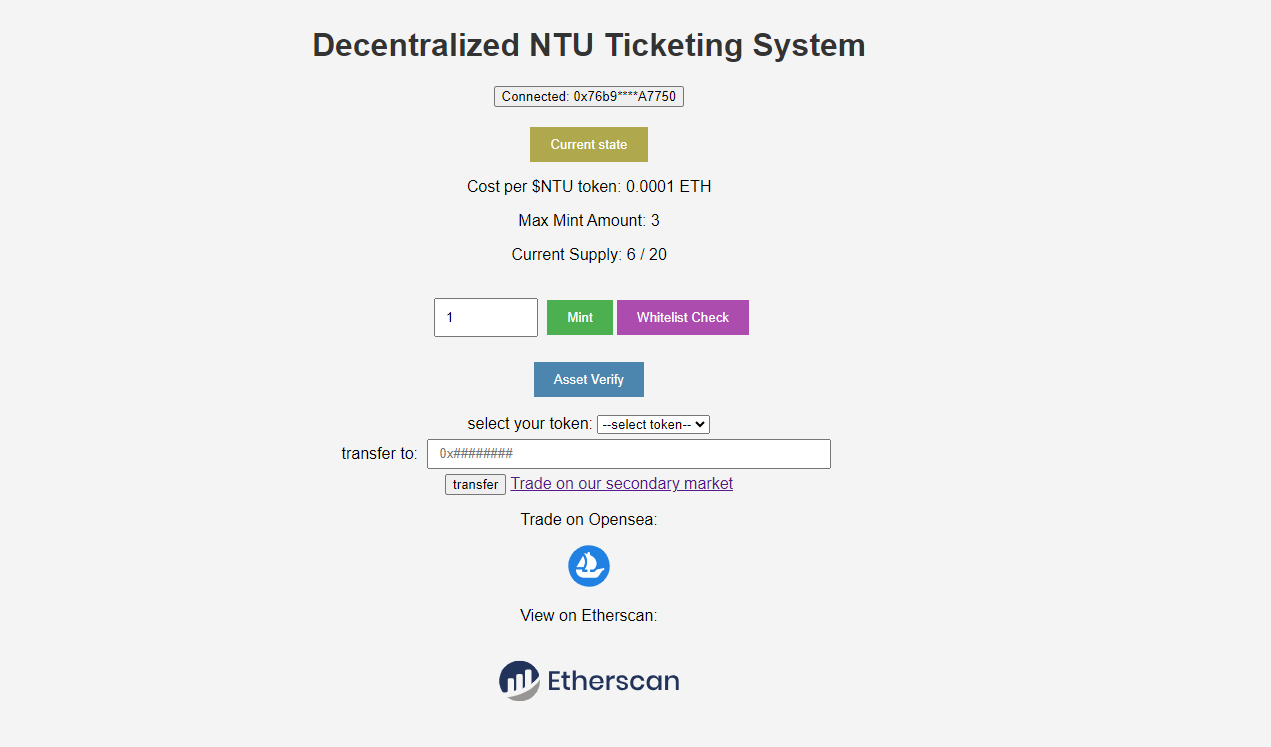 Decentralized NTU Ticketing System
Connected: 0x76b9****A7750
Current state
Cost per $NTU token: 0.0001 ETH
Max Mint Amount: 3
Current Supply: 6 / 20
1 Mint Whitelist Check
Asset Verify
select your token: --select token--
transfer to: 0x########
transfer Trade on our secondary market
Trade on Opensea:
View on Etherscan:
Etherscan